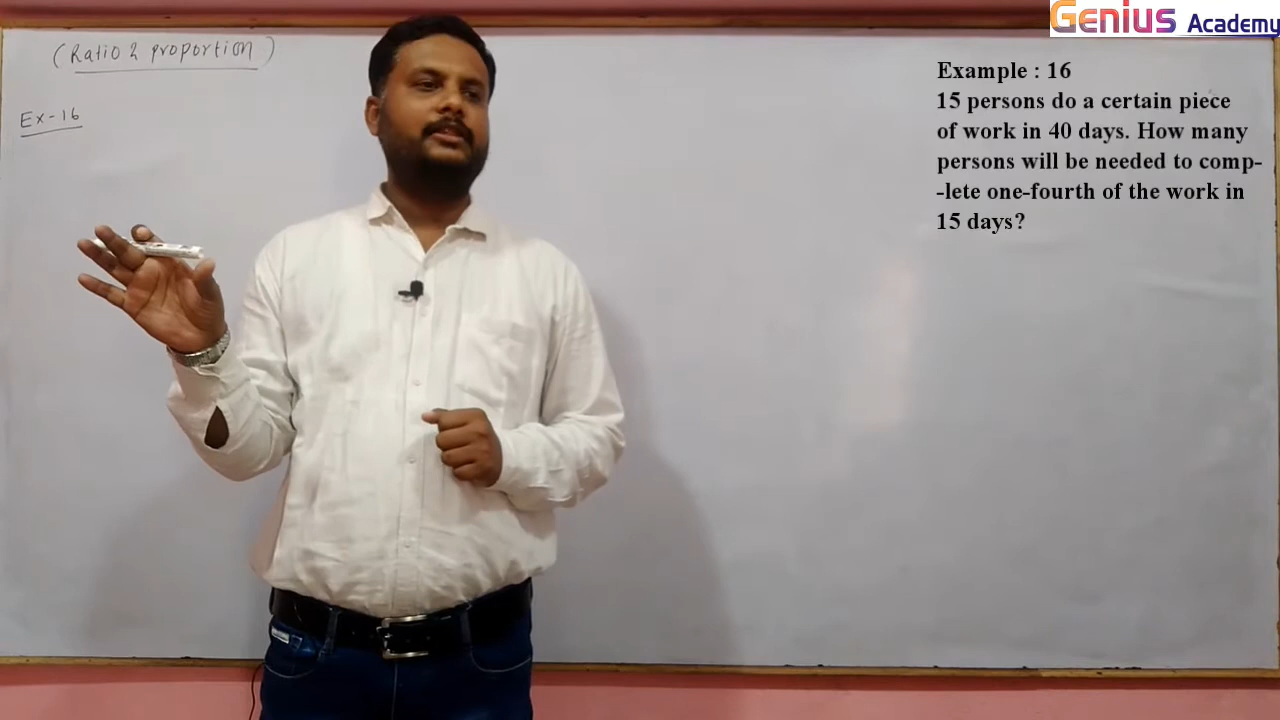 Genius Academy
(Ratio & proportion)
Ex-16
Example : 16
15 persons do a certain piece
of work in 40 days. How many
persons will be needed to comp-
-lete one-fourth of the work in
15 days?